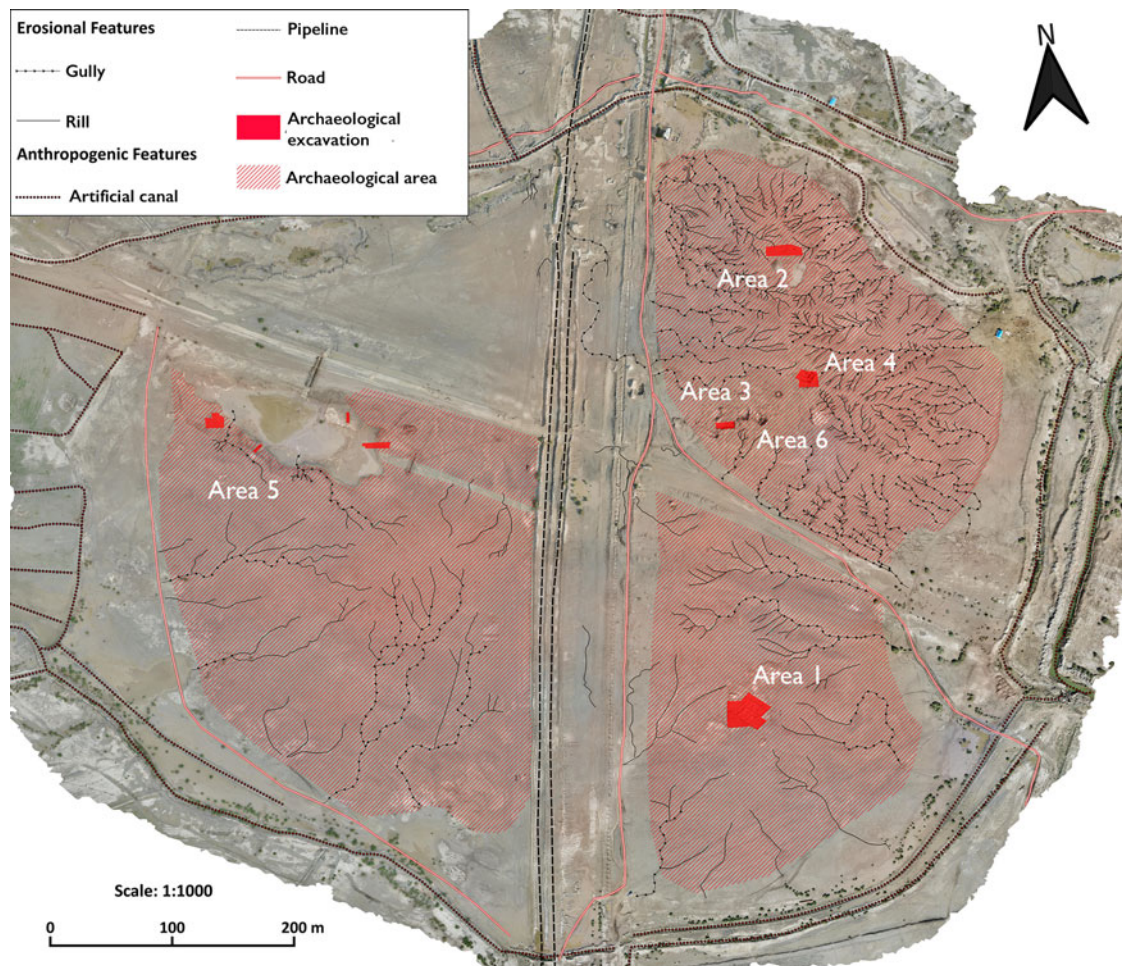 Erosional Features
Gully
Rill
Anthropogenic Features
Artificial canal
Pipeline
Road
Archaeological
excavation
Archaeological area
N
Area 2
Area 4
Area 3
Area 6
Area 5
Area 1
Scale: 1:1000
0 100 200 m